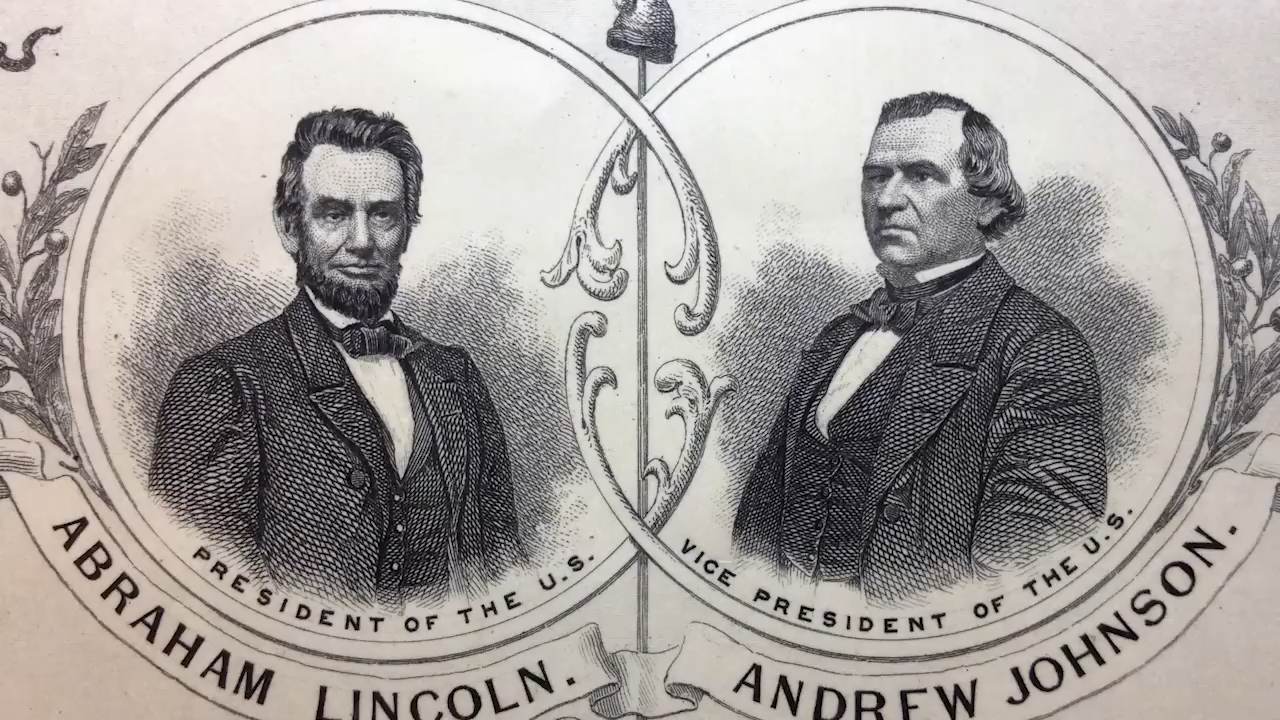 PRESIDENT OF THE U.S.
ABRAHAM LINCOLN.
VICE PRESIDENT OF THE U.S.
ANDREW JOHNSON.